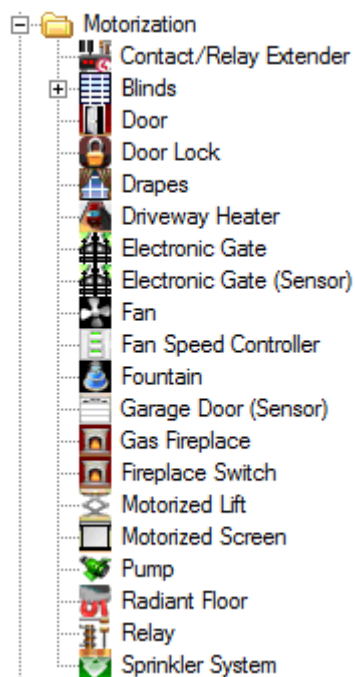 Motorization
Contact/Relay Extender
Blinds
Door
Door Lock
Drapes
Driveway Heater
Electronic Gate
Electronic Gate (Sensor)
Fan
Fan Speed Controller
Fountain
Garage Door (Sensor)
Gas Fireplace
Fireplace Switch
Motorized Lift
Motorized Screen
Pump
Radiant Floor
Relay
Sprinkler System